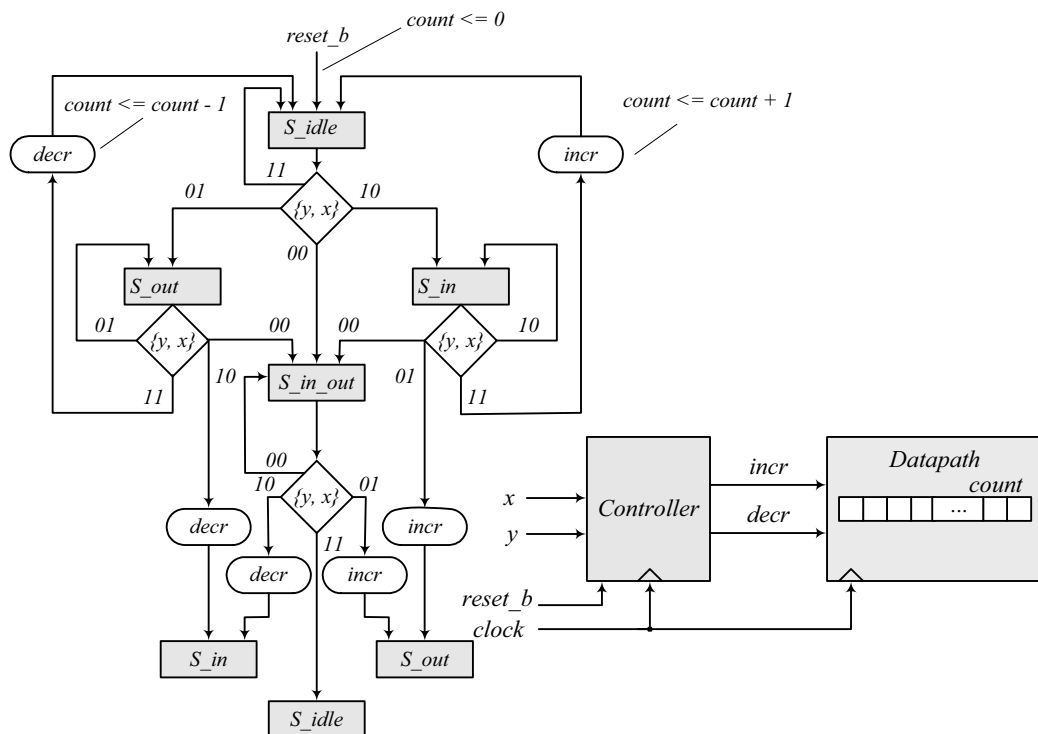 count <= 0
reset_b
count <= count - 1
count <= count + 1
S_idle
decr
incr
11
01
{y, x}
10
00
S_out
S_in
01
{y, x}
00
00
{y, x}
10
10
S_in_out
01
11
11
00
10
{y, x}
01
decr
incr
11
decr
incr
S_in
S_out
S_idle
x
y
Controller
incr
decr
Datapath
count
...
reset_b
clock